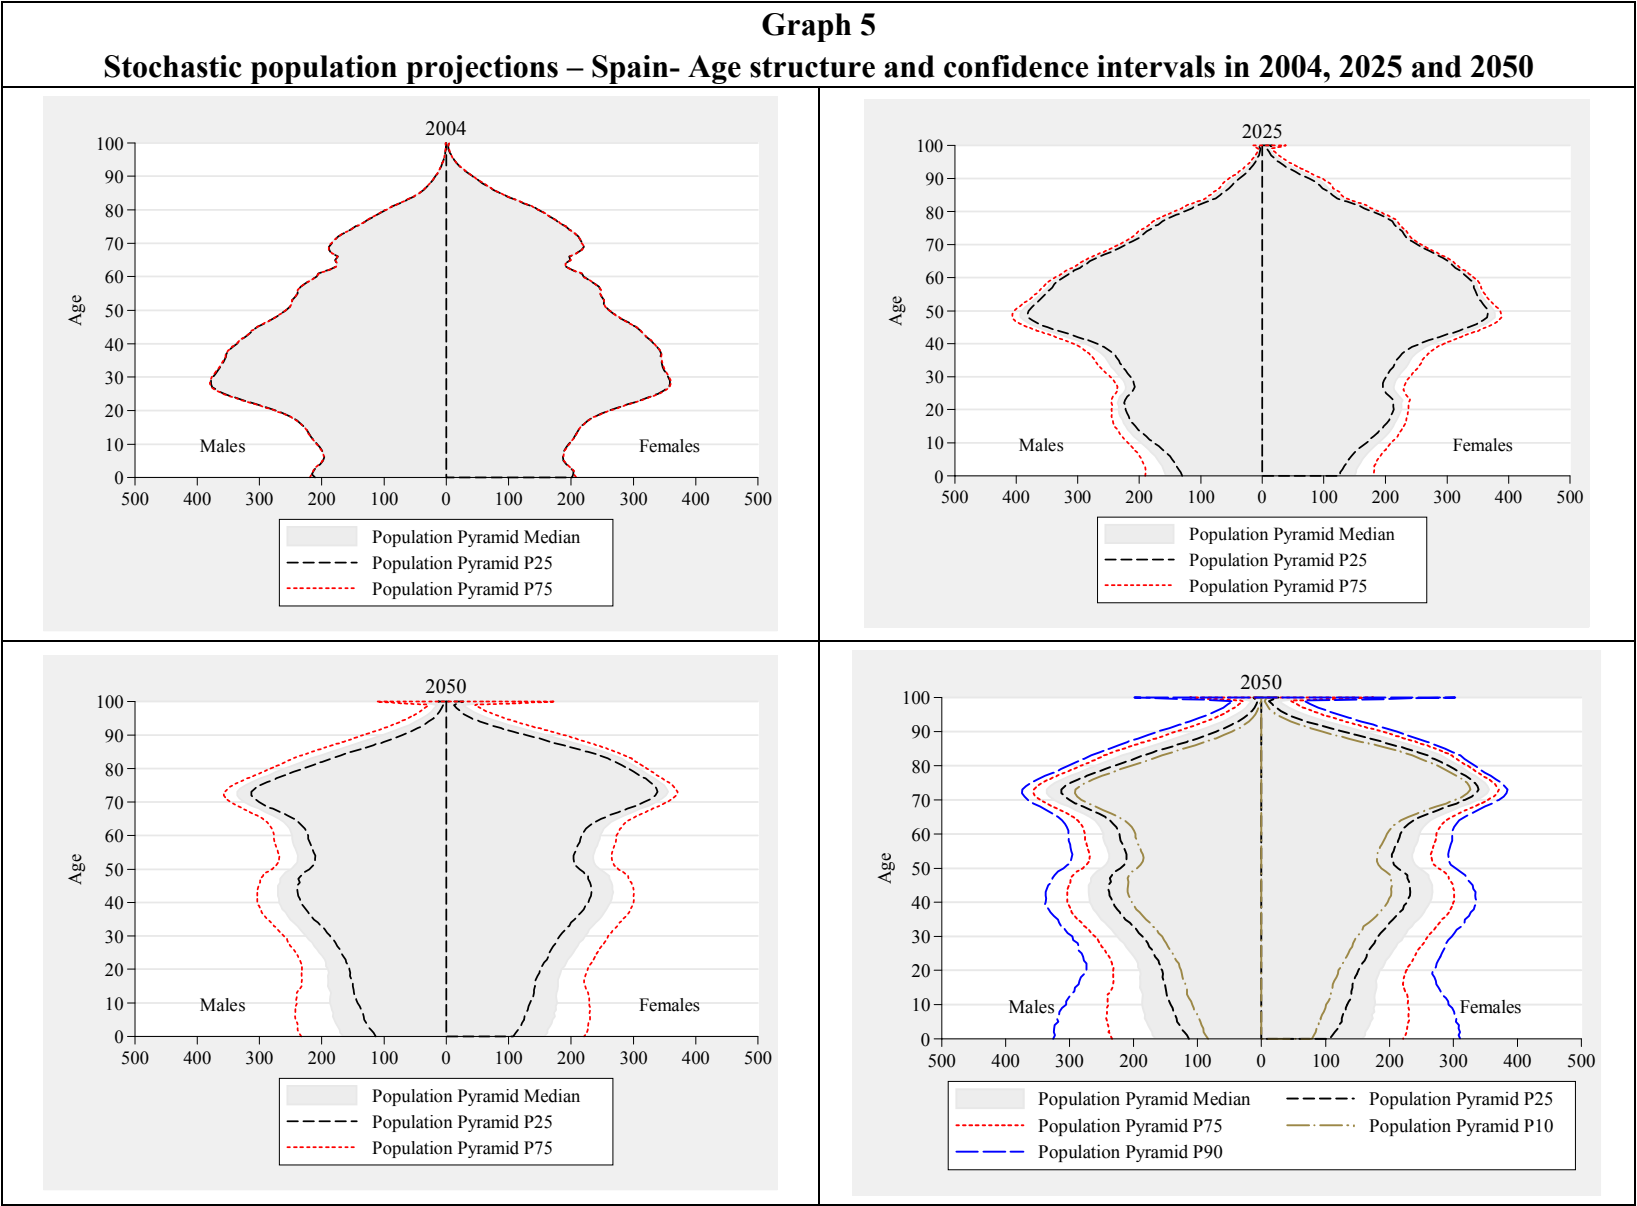 Graph 5
Stochastic population projections – Spain- Age structure and confidence intervals in 2004, 2025 and 2050
2004
100
90
80
70
60
50
40
30
20
10
0
Age
Males
Females
500 400 300 200 100 0 100 200 300 400 500
Population Pyramid Median
Population Pyramid P25
Population Pyramid P75
2025
100
90
80
70
60
50
40
30
20
10
0
Age
Males
Females
500 400 300 200 100 0 100 200 300 400 500
Population Pyramid Median
Population Pyramid P25
Population Pyramid P75
2050
100
90
80
70
60
50
40
30
20
10
0
Age
Males
Females
500 400 300 200 100 0 100 200 300 400 500
Population Pyramid Median
Population Pyramid P25
Population Pyramid P75
2050
100
90
80
70
60
50
40
30
20
10
0
Age
Males
Females
500 400 300 200 100 0 100 200 300 400 500
Population Pyramid Median Population Pyramid P25
Population Pyramid P75 Population Pyramid P10
Population Pyramid P90